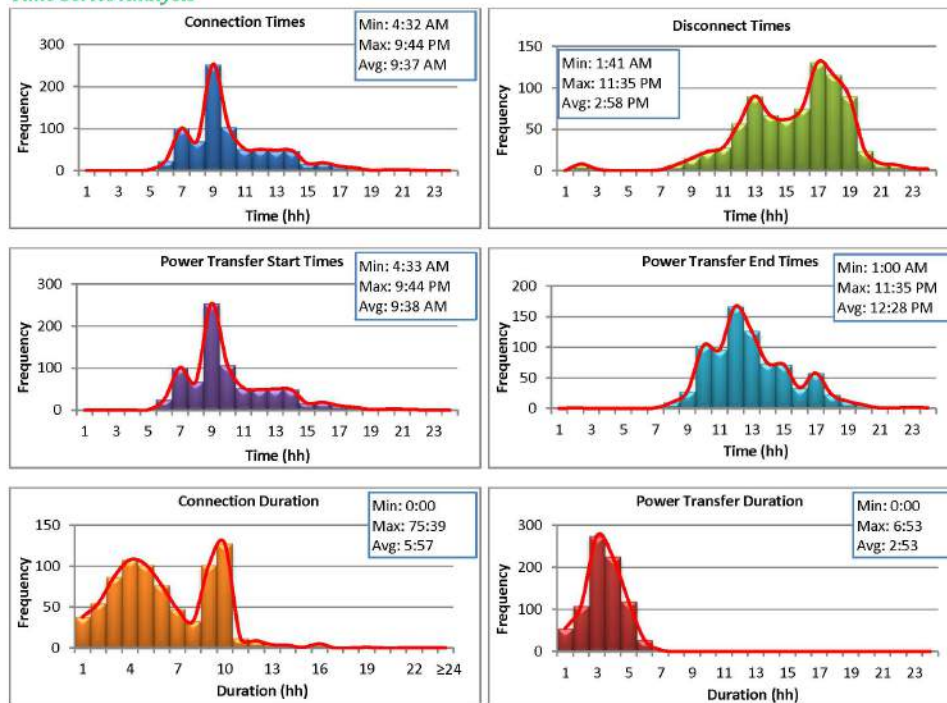 Time Series Analysis
Connection Times
Min: 4:32 AM
Max: 9:44 PM
Avg: 9:37 AM
Frequency
300
200
100
0
1 3 5 7 9 11 13 15 17 19 21 23
Time (hh)
Disconnect Times
Min: 1:41 AM
Max: 11:35 PM
Avg: 2:58 PM
Frequency
150
100
50
0
1 3 5 7 9 11 13 15 17 19 21 23
Time (hh)
Power Transfer Start Times
Min: 4:33 AM
Max: 9:44 PM
Avg: 9:38 AM
Frequency
300
200
100
0
1 3 5 7 9 11 13 15 17 19 21 23
Time (hh)
Power Transfer End Times
Min: 1:00 AM
Max: 11:35 PM
Avg: 12:28 PM
Frequency
200
150
100
50
0
1 3 5 7 9 11 13 15 17 19 21 23
Time (hh)
Connection Duration
Min: 0:00
Max: 75:39
Avg: 5:57
Frequency
150
100
50
0
1 4 7 10 13 16 19 22 ≥24
Duration (hh)
Power Transfer Duration
Min: 0:00
Max: 6:53
Avg: 2:53
Frequency
300
200
100
0
1 3 5 7 9 11 13 15 17 19 21 23
Duration (hh)